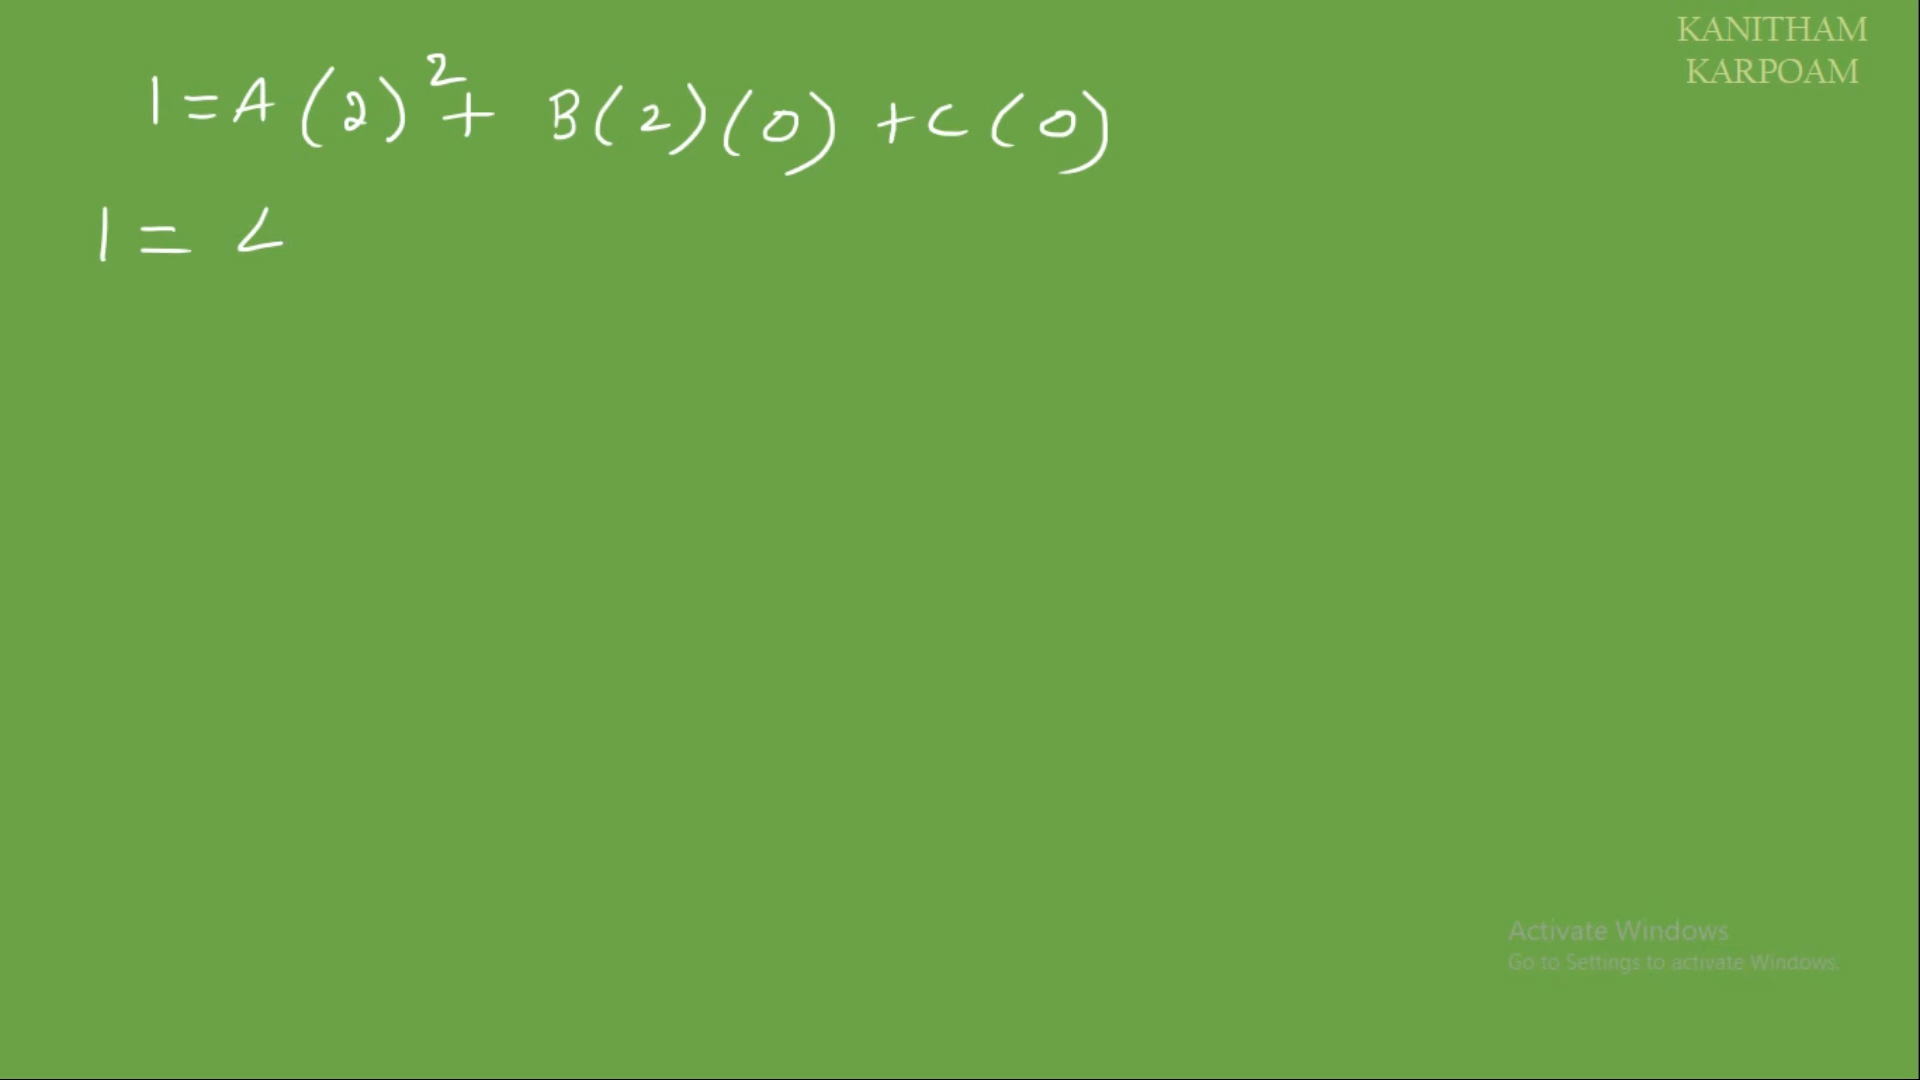 KANITHAM
KARPOAM
1 = A (2)² + B(2)(0) + C(0)
1 =
Activate Windows
Go to Settings to activate Windows.